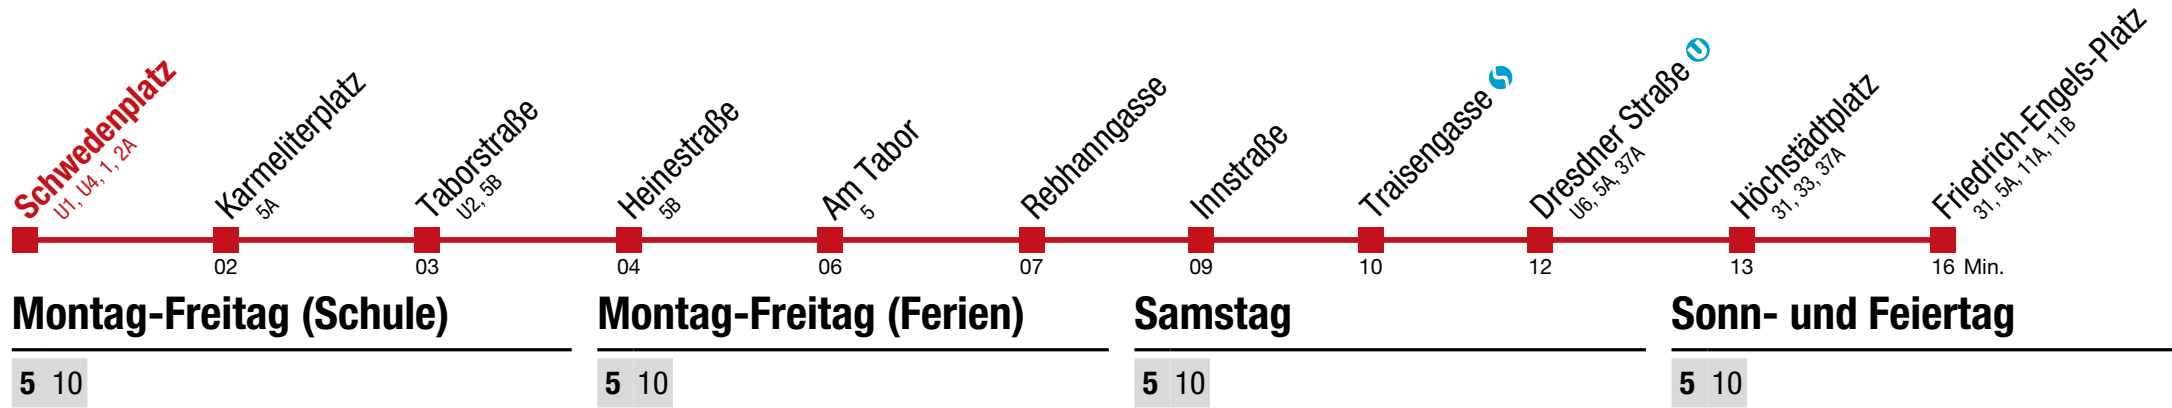 Schwedenplatz
U1, U4, 1, 2A
Karmeliterplatz
5A
Taborstraße
U2, 5B
Heinestraße
5B
Am Tabor
5
Rebhanngasse
Innstraße
Traisengasse
Dresdner Straße U
U6, 5A, 37A
Höchstädtplatz
31, 33, 37A
Friedrich-Engels-Platz
31, 5A, 11A, 11B
02 03 04 06 07 09 10 12 13 16 Min.
Montag-Freitag (Schule)
5 10
Montag-Freitag (Ferien)
5 10
Samstag
5 10
Sonn- und Feiertag
5 10